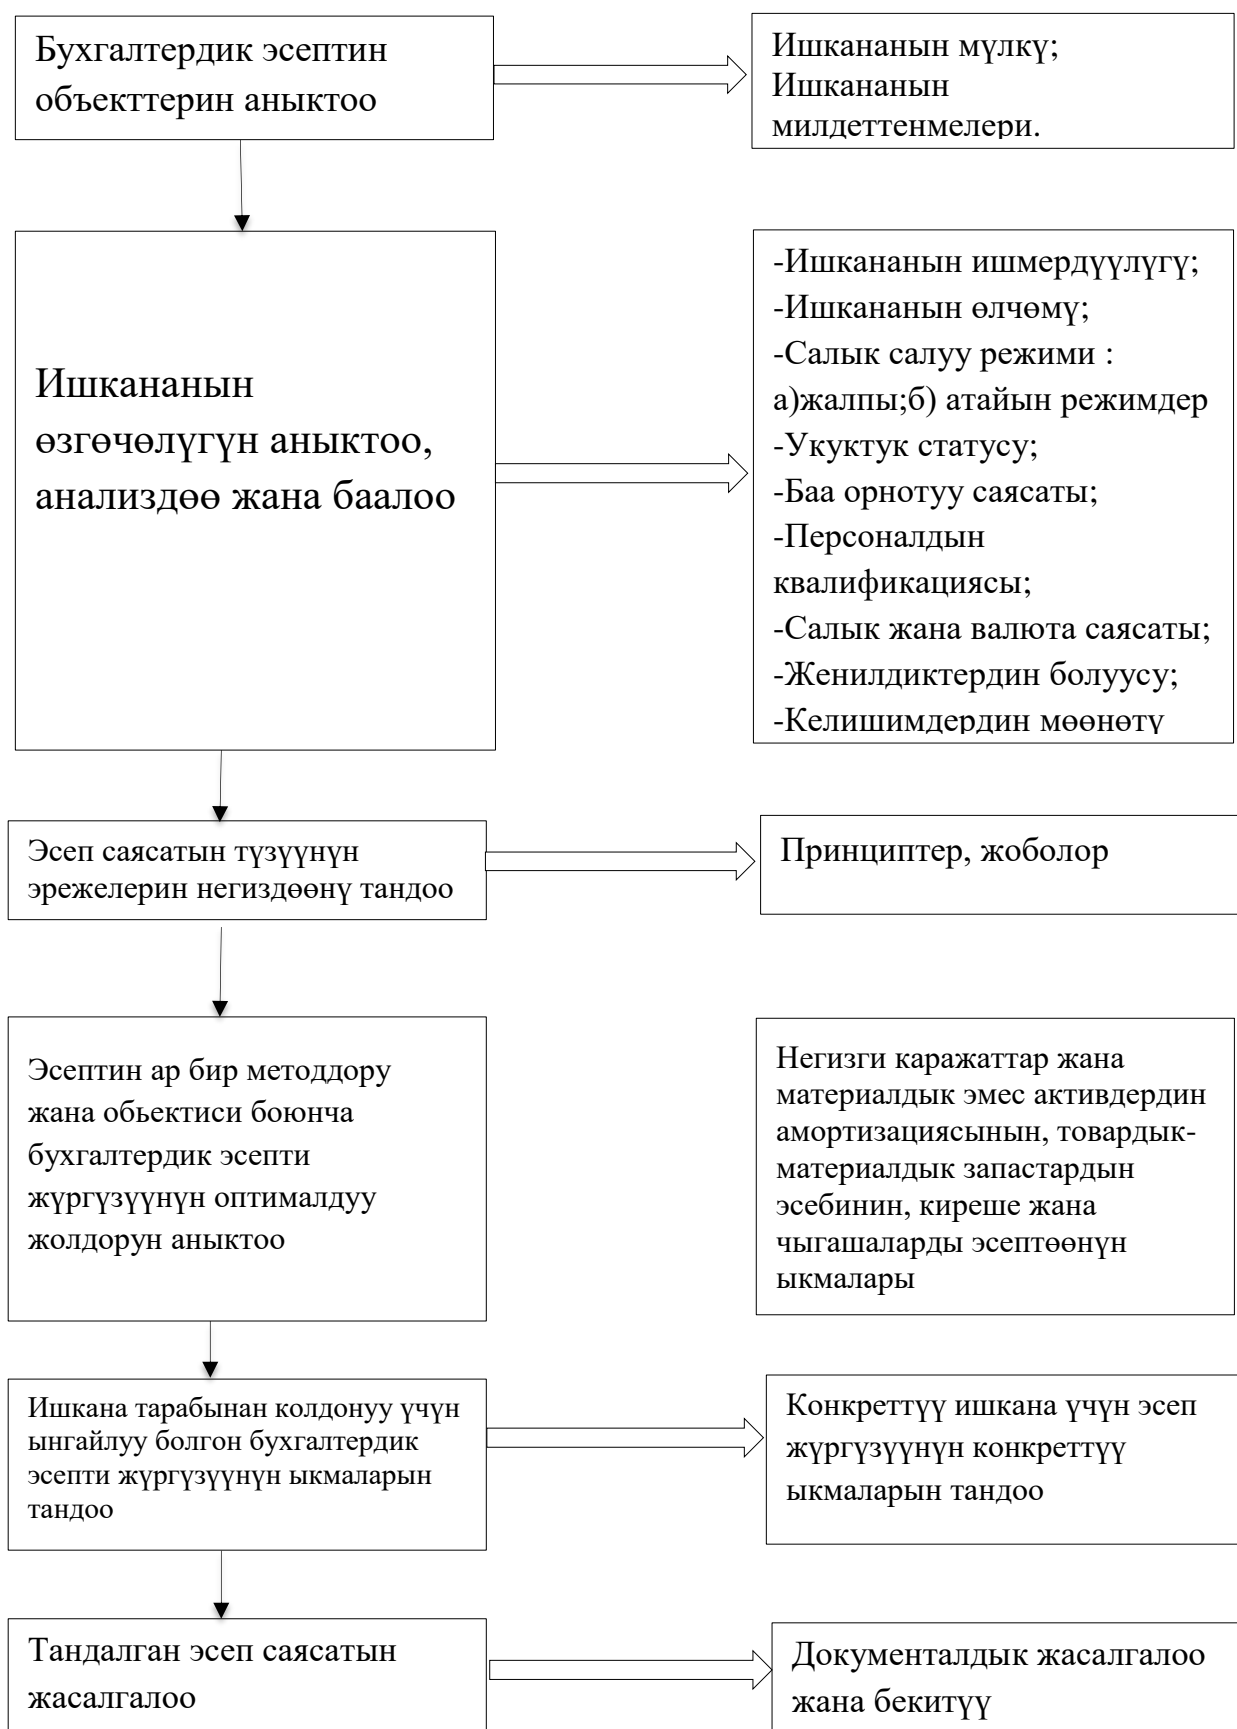 Бухгалтердик эсептин
объекттерин аныктоо
Ишкананын мүлкү;
Ишкананын
милдеттенмелери.
Ишкананын
өзгөчөлүгүн аныктоо,
анализдөө жана баалоо
-Ишкананын ишмердүүлүгү;
-Ишкананын өлчөмү;
-Салык салуу режими :
а)жалпы;б) атайын режимдер
-Укуктук статусу;
-Баа орнотуу саясаты;
-Персоналдын
квалификациясы;
-Салык жана валюта саясаты;
-Женилдиктердин болуусу;
-Келишимдердин мөөнөтү
Эсеп саясатын түзүүнүн
эрежелерин негиздөөнү тандоо
Принциптер, жоболор
Эсептин ар бир методдору
жана обьектиси боюнча
бухгалтердик эсепти
жүргүзүүнүн оптималдуу
жолдорун аныктоо
Негизги каражаттар жана
материалдык эмес активдердин
амортизациясынын, товардык-
материалдык запастардын
эсебинин, киреше жана
чыгашаларды эсептөөнүн
ыкмалары
Ишкана тарабынан колдонуу үчүн
ынгайлуу болгон бухгалтердик
эсепти жүргүзүүнүн ыкмаларын
тандоо
Конкреттүү ишкана үчүн эсеп
жүргүзүүнүн конкреттүү
ыкмаларын тандоо
Тандалган эсеп саясатын
жасалгалоо
Документалдык жасалгалоо
жана бекитүү